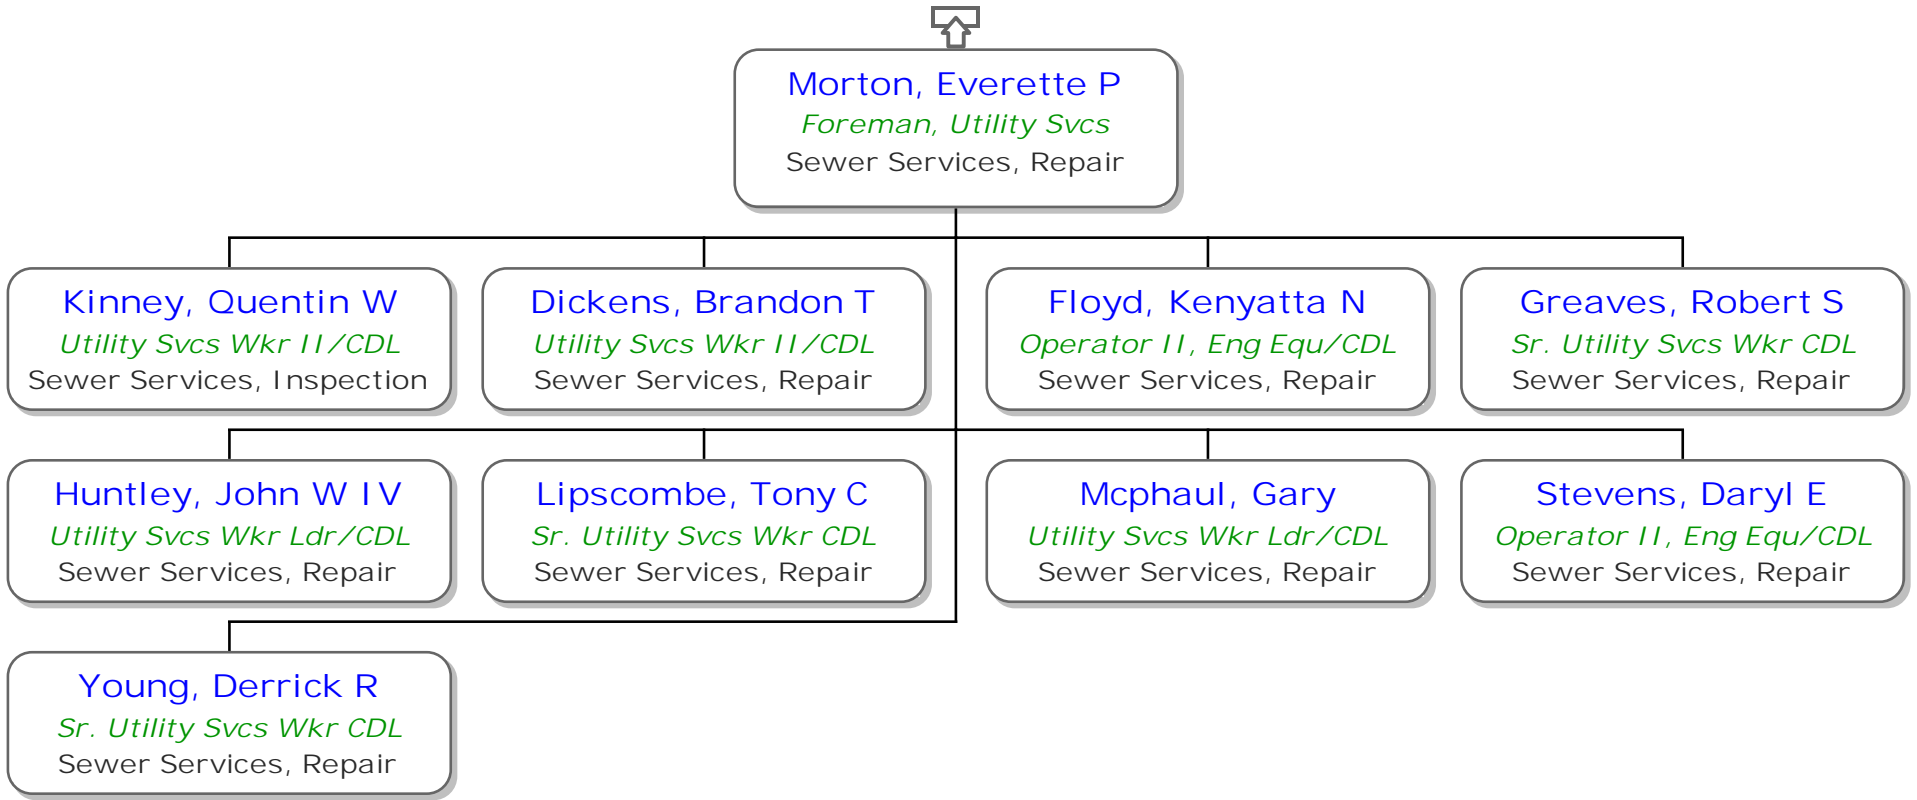 Morton, Everette P
Foreman, Utility Svcs
Sewer Services, Repair
Kinney, Quentin W
Utility Svcs Wkr II/CDL
Sewer Services, Inspection
Dickens, Brandon T
Utility Svcs Wkr II/CDL
Sewer Services, Repair
Floyd, Kenyatta N
Operator II, Eng Equ/CDL
Sewer Services, Repair
Greaves, Robert S
Sr. Utility Svcs Wkr CDL
Sewer Services, Repair
Huntley, John W IV
Utility Svcs Wkr Ldr/CDL
Sewer Services, Repair
Lipscombe, Tony C
Sr. Utility Svcs Wkr CDL
Sewer Services, Repair
Mcphaul, Gary
Utility Svcs Wkr Ldr/CDL
Sewer Services, Repair
Stevens, Daryl E
Operator II, Eng Equ/CDL
Sewer Services, Repair
Young, Derrick R
Sr. Utility Svcs Wkr CDL
Sewer Services, Repair